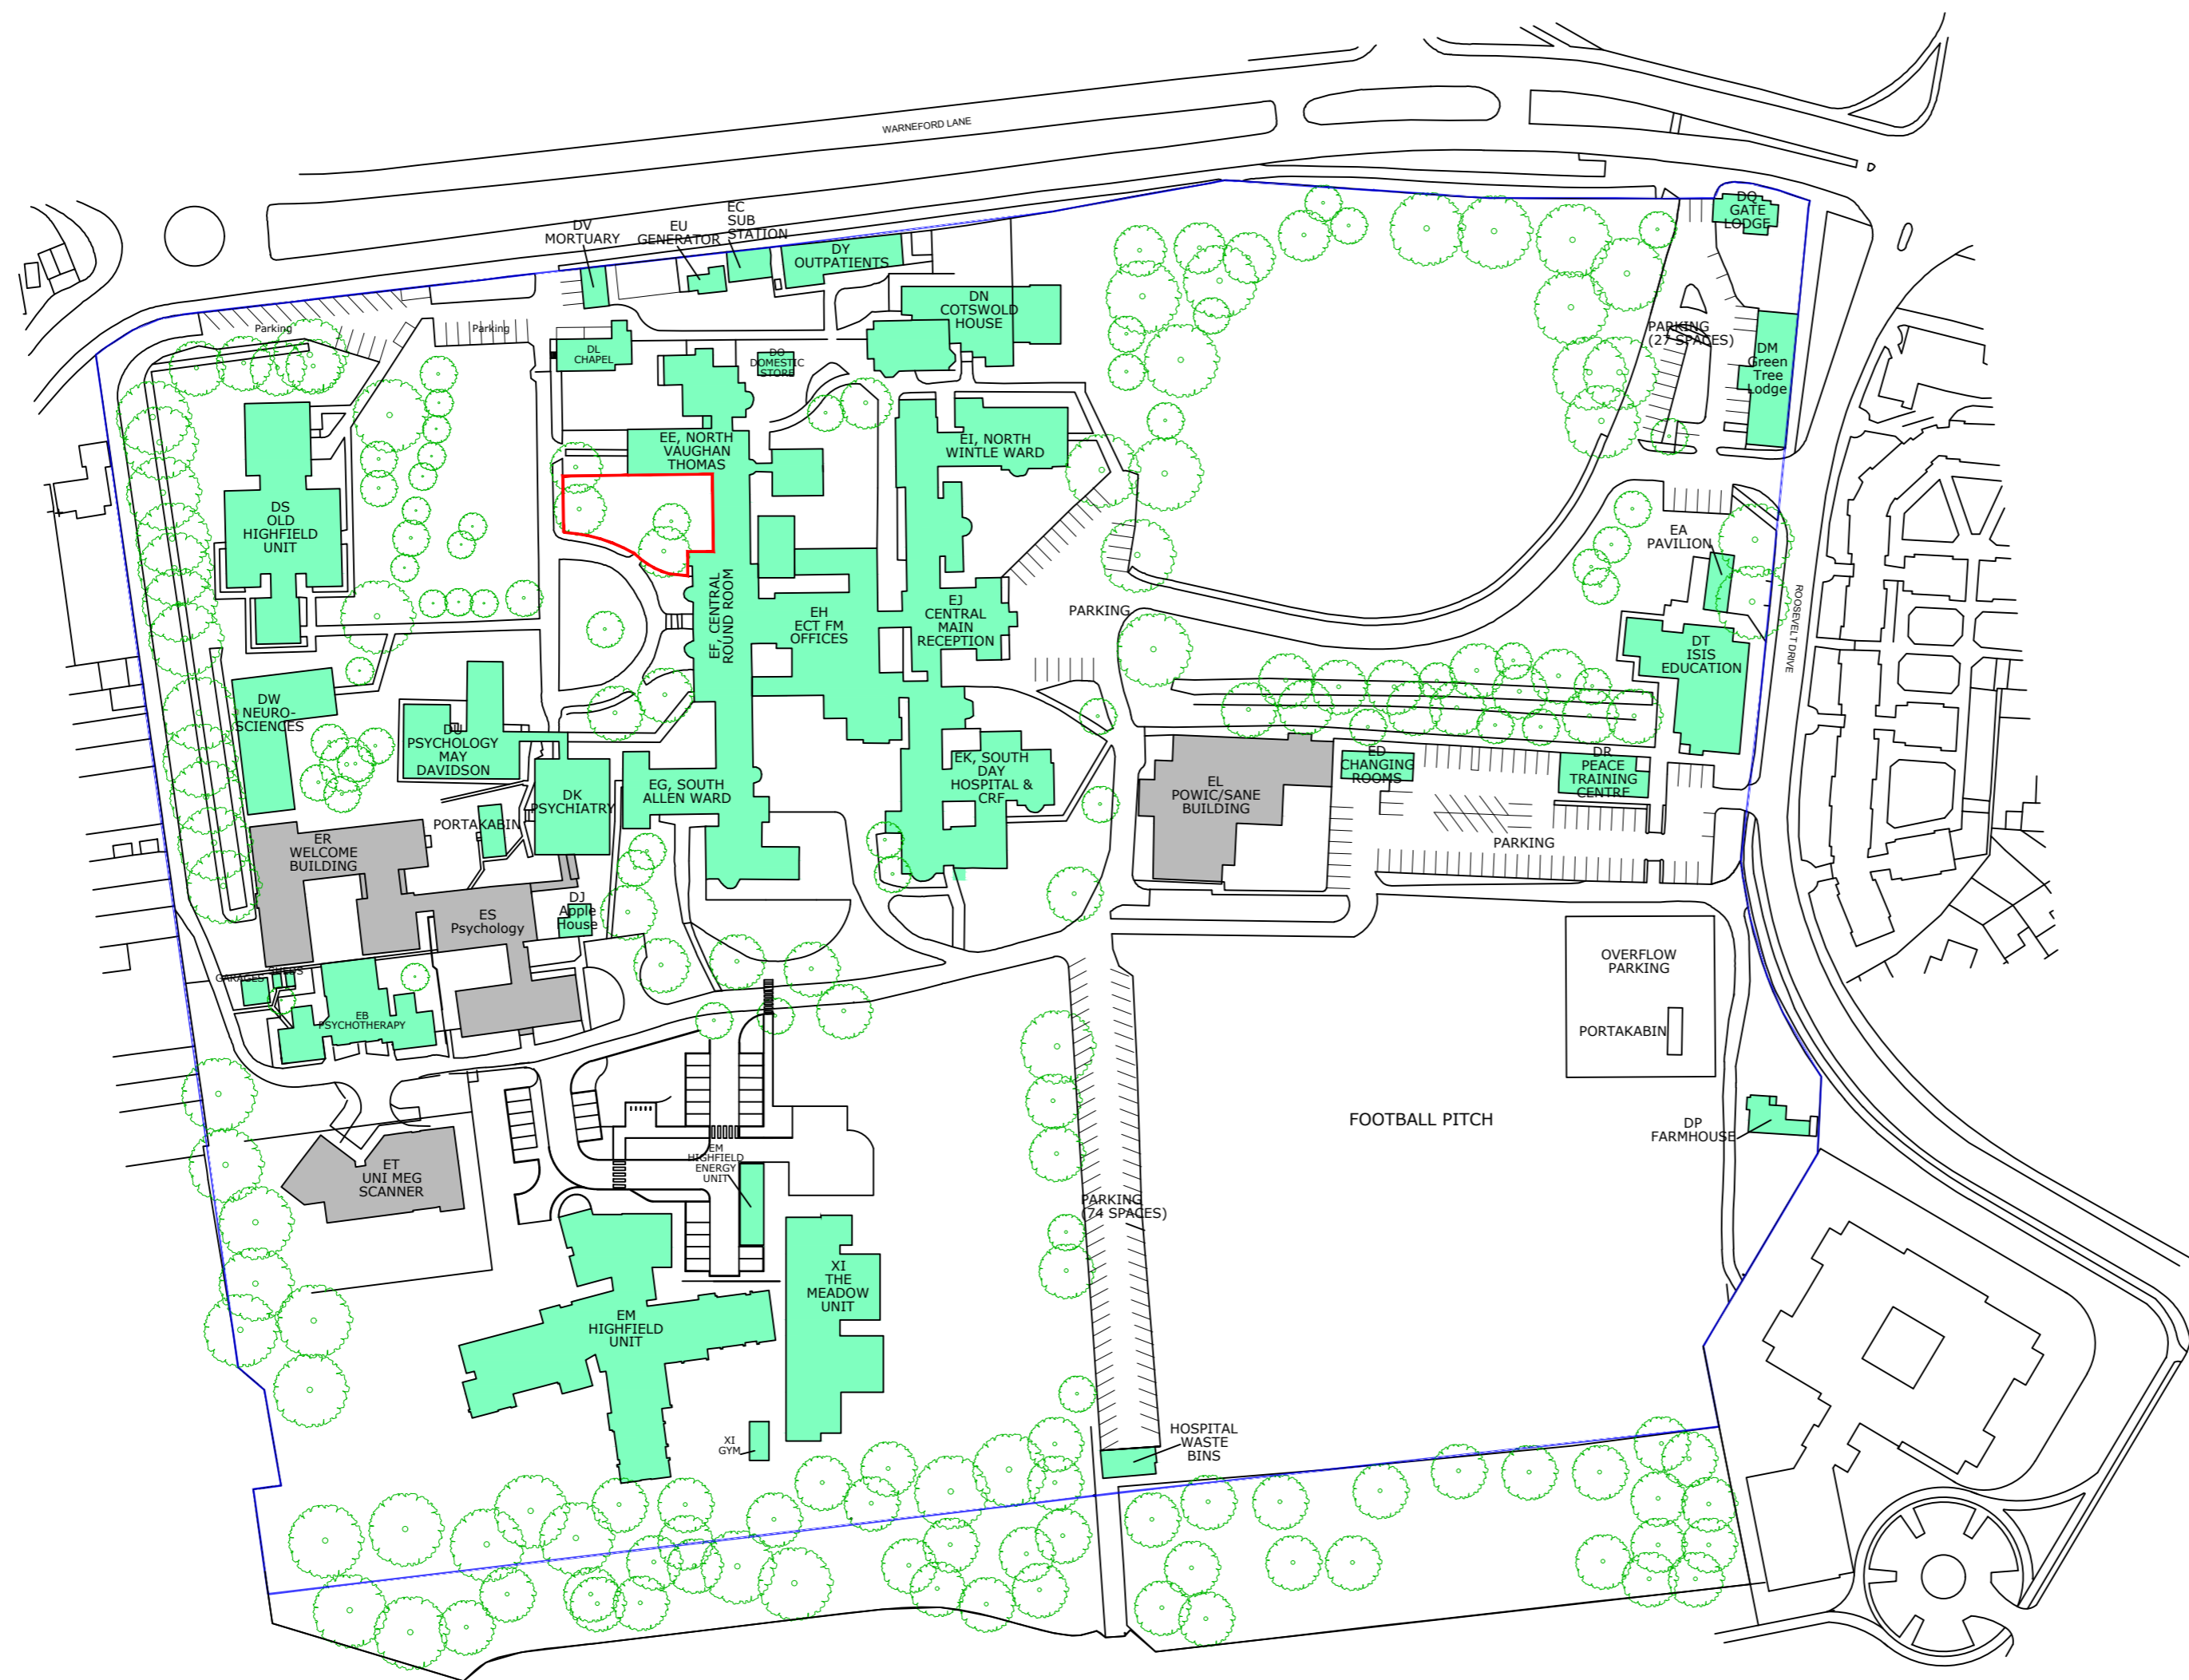 WARNEFORD LANE
DV
MORTUARY
EU
GENERATOR
EC
SUB
STATION
DY
OUTPATIENTS
DQ
GATE
LODGE
DN
COTSWOLD
HOUSE
Parking
Parking
DL
CHAPEL
DO
DOMESTIC
STORE
PARKING
(27 SPACES)
DM
Green
Tree
Lodge
EE, NORTH
VAUGHAN
THOMAS
EI, NORTH
WINTLE WARD
DS
OLD
HIGHFIELD
UNIT
EA
PAVILION
EF, CENTRAL
ROUND ROOM
EH
ECT FM
OFFICES
EJ
CENTRAL
MAIN
RECEPTION
PARKING
ROOSEVELT DRIVE
DT
ISIS
EDUCATION
DW
NEURO-
SCIENCES
DU
PSYCHOLOGY
MAY
DAVIDSON
DK
PSYCHIATRY
EG, SOUTH
ALLEN WARD
EK, SOUTH
DAY
HOSPITAL &
CRF
EL
POWIC/SANE
BUILDING
ED
CHANGING
ROOMS
DR
PEACE
TRAINING
CENTRE
PARKING
PORTAKABIN
ER
WELCOME
BUILDING
ES
Psychology
DJ
Apple
House
GARAGES
SHEDS
EB
PSYCHOTHERAPY
OVERFLOW
PARKING
PORTAKABIN
FOOTBALL PITCH
DP
FARMHOUSE
ET
UNI MEG
SCANNER
EM
HIGHFIELD
ENERGY
UNIT
PARKING
(74 SPACES)
XI
THE
MEADOW
UNIT
EM
HIGHFIELD
UNIT
XI
GYM
HOSPITAL
WASTE
BINS